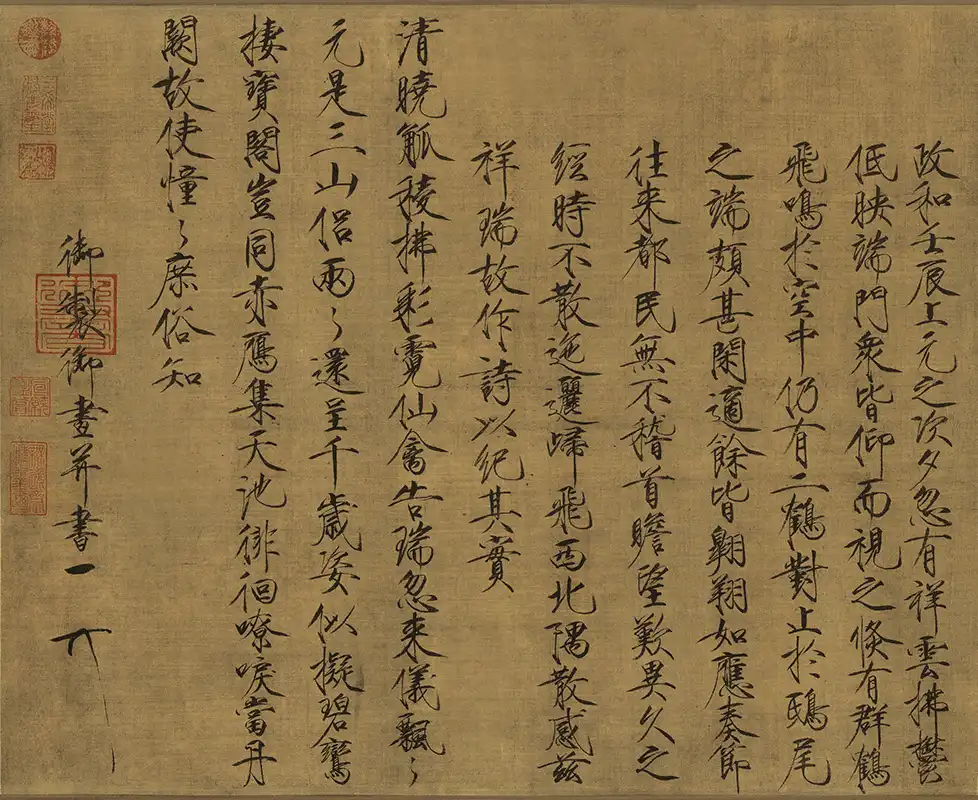 政和壬辰上元之次夕忽有祥雲拂鬱
低映端門衆皆仰而視之倏有群鶴
飛鳴於空中仍有二鶴對止於鴟尾
之端頗甚閑適餘皆翱翔如應奏節
往來都民無不稽首瞻望歎異久之
經時不散迤邐歸飛西北隅散感茲
祥瑞故作詩以紀其實
清曉觚稜拂彩霓仙禽告瑞忽來儀飄〻
元是三山侶兩〻還呈千歲姿似擬碧鸞
棲寶閣豈同赤鴈集天池徘徊嘹唳當丹
闕故使憧〻庶俗知
御製御畫并書